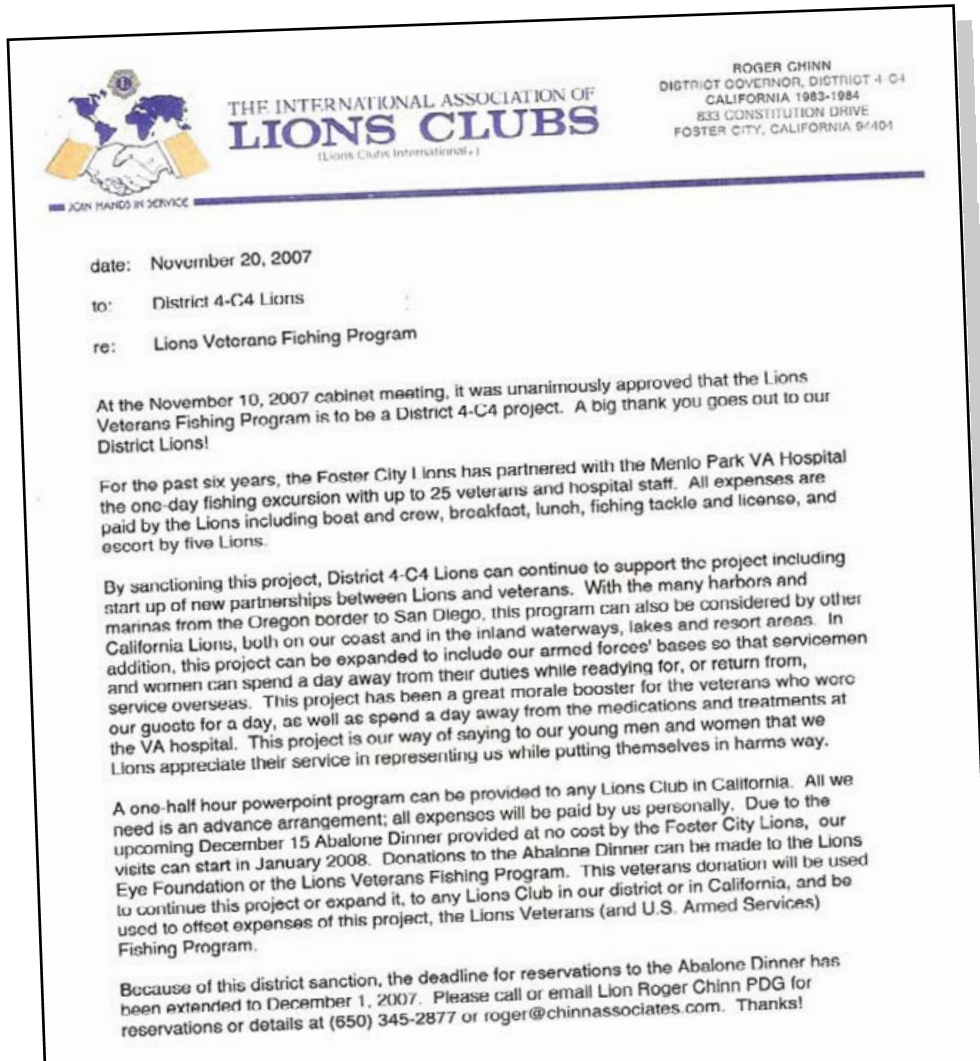 THE INTERNATIONAL ASSOCIATION OF
LIONS CLUBS
(Lions Clubs International.)
JOIN HANDS IN SERVICE
ROGER CHINN
DISTRICT GOVERNOR, DISTRICT 4-C4
CALIFORNIA 1983-1984
833 CONSTITUTION DRIVE
FOSTER CITY, CALIFORNIA 94404
date: November 20, 2007
to: District 4-C4 Lions
re: Lions Veterans Fishing Program
At the November 10, 2007 cabinet meeting, it was unanimously approved that the Lions
Veterans Fishing Program is to be a District 4-C4 project. A big thank you goes out to our
District Lions!
For the past six years, the Foster City Lions has partnered with the Menlo Park VA Hospital
the one-day fishing excursion with up to 25 veterans and hospital staff. All expenses are
paid by the Lions including boat and crew, breakfast, lunch, fishing tackle and license, and
escort by five Lions.
By sanctioning this project, District 4-C4 Lions can continue to support the project including
start up of new partnerships between Lions and veterans. With the many harbors and
marinas from the Oregon border to San Diego, this program can also be considered by other
California Lions, both on our coast and in the inland waterways, lakes and resort areas. In
addition, this project can be expanded to include our armed forces' bases so that servicemen
and women can spend a day away from their duties while readying for, or return from,
service overseas. This project has been a great morale booster for the veterans who were
our guests for a day, as well as spend a day away from the medications and treatments at
the VA hospital. This project is our way of saying to our young men and women that we
Lions appreciate their service in representing us while putting themselves in harms way.
A one-half hour powerpoint program can be provided to any Lions Club in California. All we
need is an advance arrangement; all expenses will be paid by us personally. Due to the
upcoming December 15 Abalone Dinner provided at no cost by the Foster City Lions, our
visits can start in January 2008. Donations to the Abalone Dinner can be made to the Lions
Eye Foundation or the Lions Veterans Fishing Program. This veterans donation will be used
to continue this project or expand it, to any Lions Club in our district or in California, and be
used to offset expenses of this project, the Lions Veterans (and U.S. Armed Services)
Fishing Program.
Because of this district sanction, the deadline for reservations to the Abalone Dinner has
been extended to December 1, 2007. Please call or email Lion Roger Chinn PDG for
reservations or details at (650) 345-2877 or roger@chinnassociates.com. Thanks!